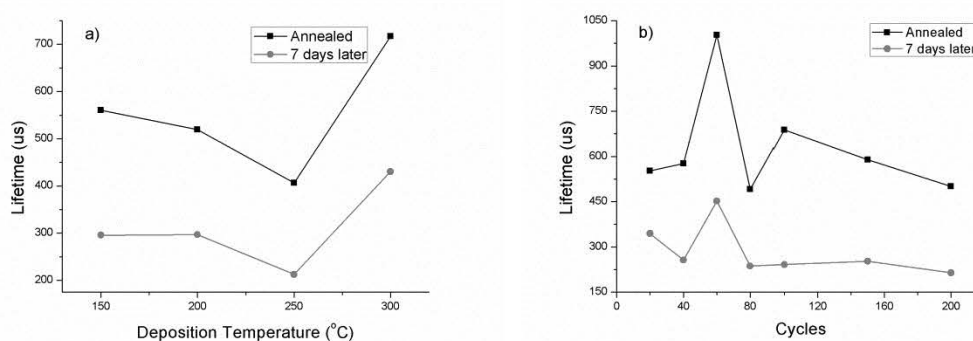 a)
Annealed
7 days later
700
600
500
400
300
200
Lifetime (us)
150 200 250 300
Deposition Temperature (°C)
b)
Annealed
7 days later
1050
900
750
600
450
300
150
Lifetime (us)
0 40 80 120 160 200
Cycles